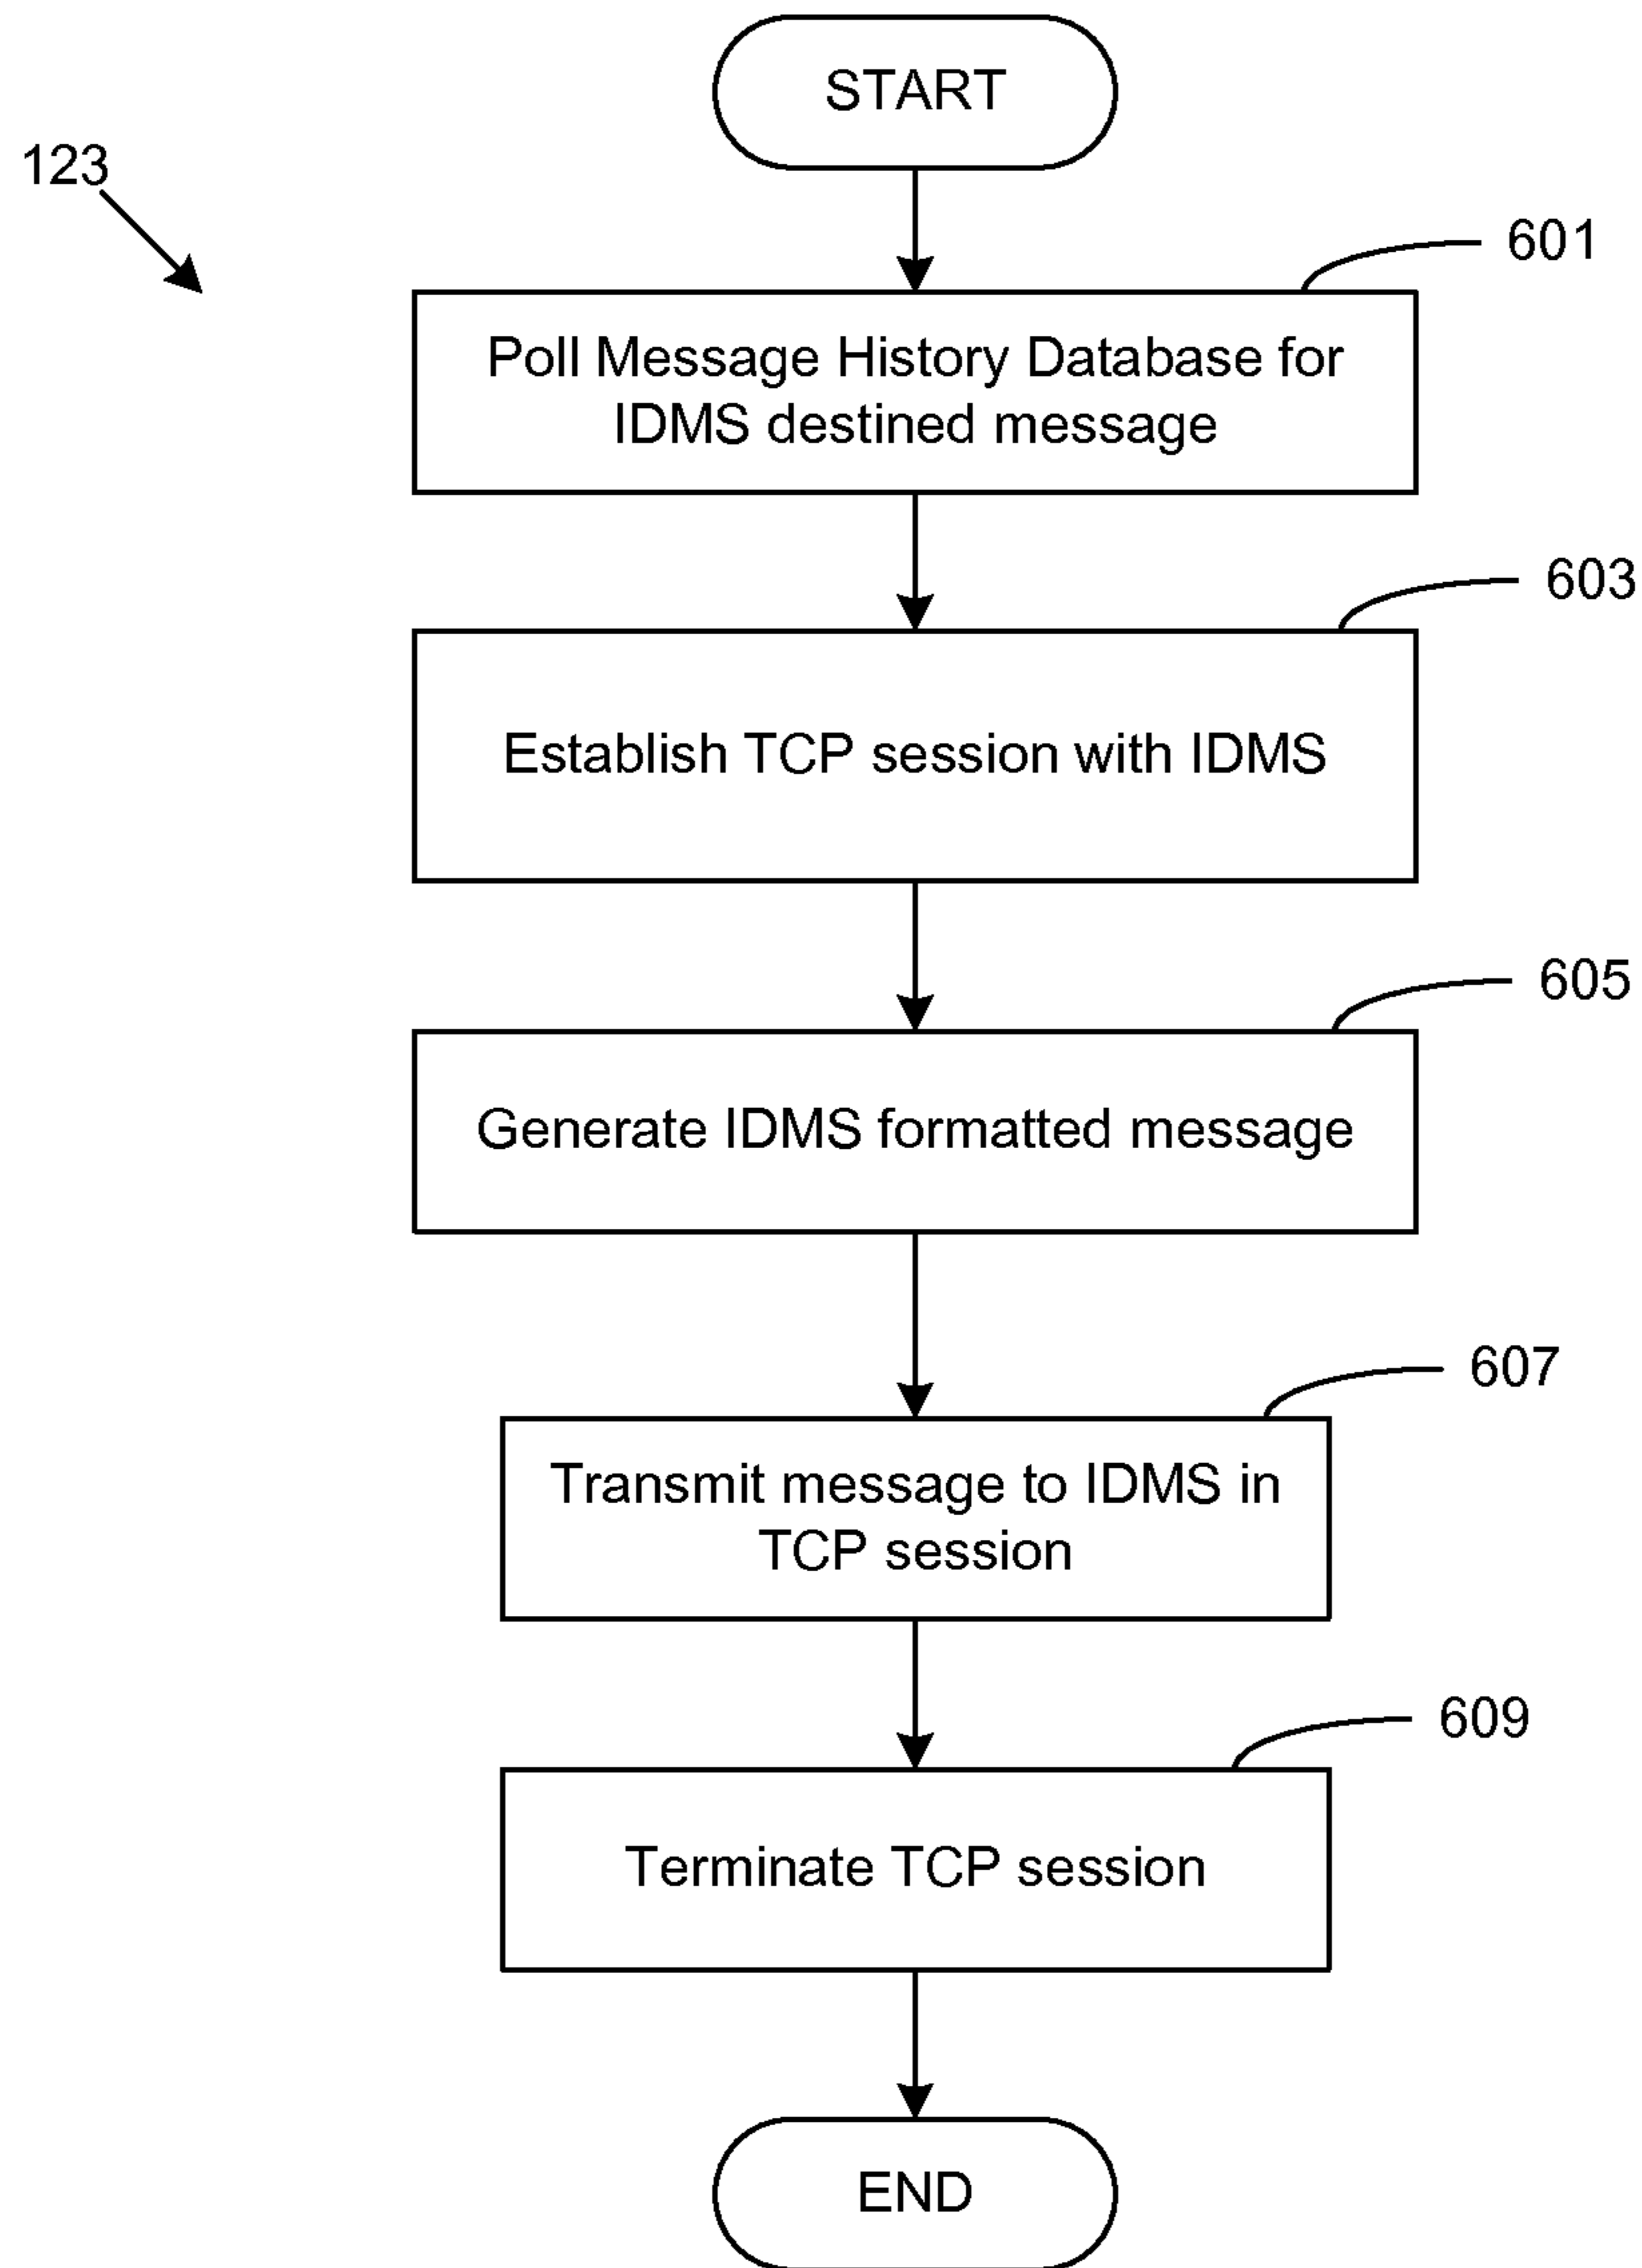 START
123
601
Poll Message History Database for
IDMS destined message
603
Establish TCP session with IDMS
605
Generate IDMS formatted message
607
Transmit message to IDMS in
TCP session
609
Terminate TCP session
END